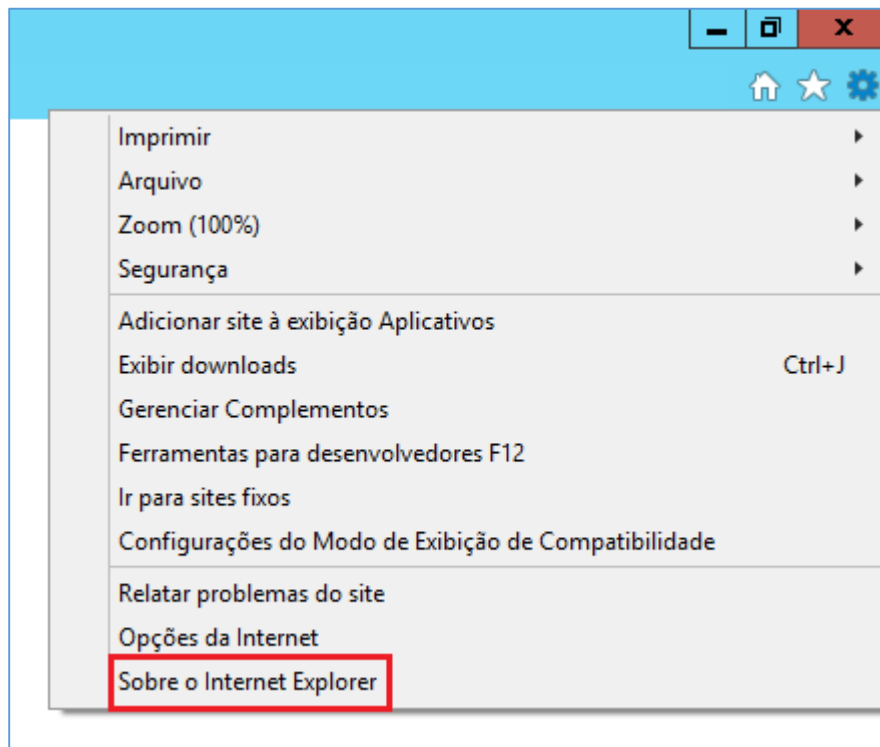 Imprimir
Arquivo
Zoom (100%)
Segurança
Adicionar site à exibição Aplicativos
Exibir downloads Ctrl+J
Gerenciar Complementos
Ferramentas para desenvolvedores F12
Ir para sites fixos
Configurações do Modo de Exibição de Compatibilidade
Relatar problemas do site
Opções da Internet
Sobre o Internet Explorer